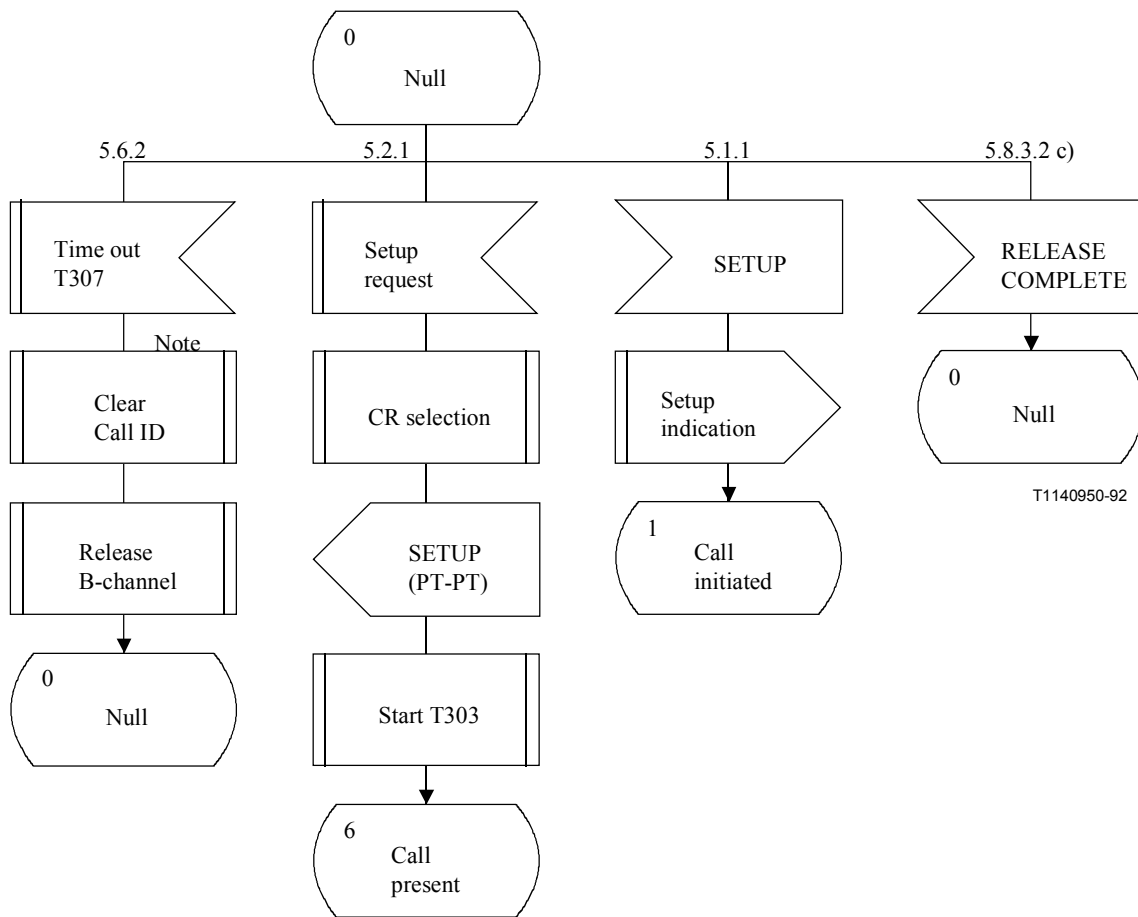 0
Null
5.6.2
5.2.1
5.1.1
5.8.3.2 c)
Time out
T307
Setup
request
SETUP
RELEASE
COMPLETE
Note
Clear
Call ID
CR selection
Setup
indication
0
Null
T1140950-92
Release
B-channel
SETUP
(PT-PT)
1
Call
initiated
0
Null
Start T303
6
Call
present